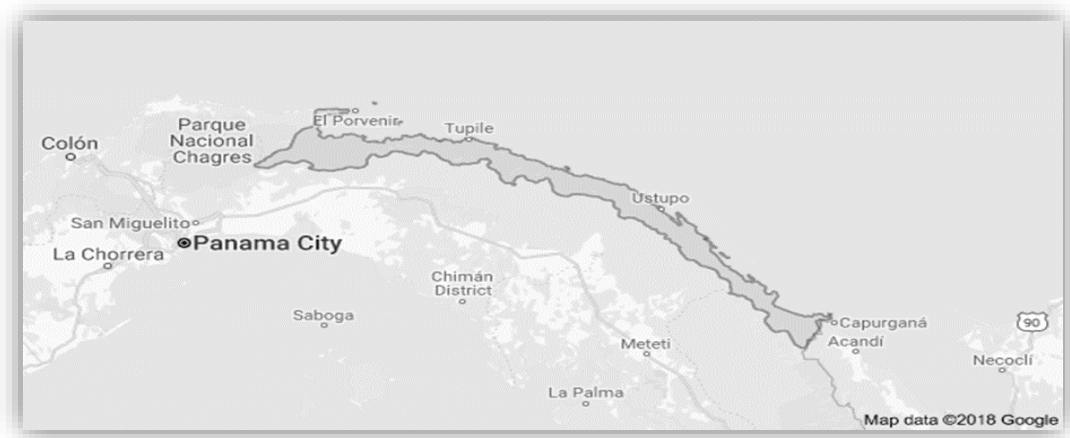 El Porvenir
Tupile
Parque
Nacional
Chagres
Colón
Ustupo
San Miguelito
Panama City
La Chorrera
Chimán
District
Saboga
Capurganá
90
Acandí
Meteti
Necoclí
La Palma
Map data ©2018 Google